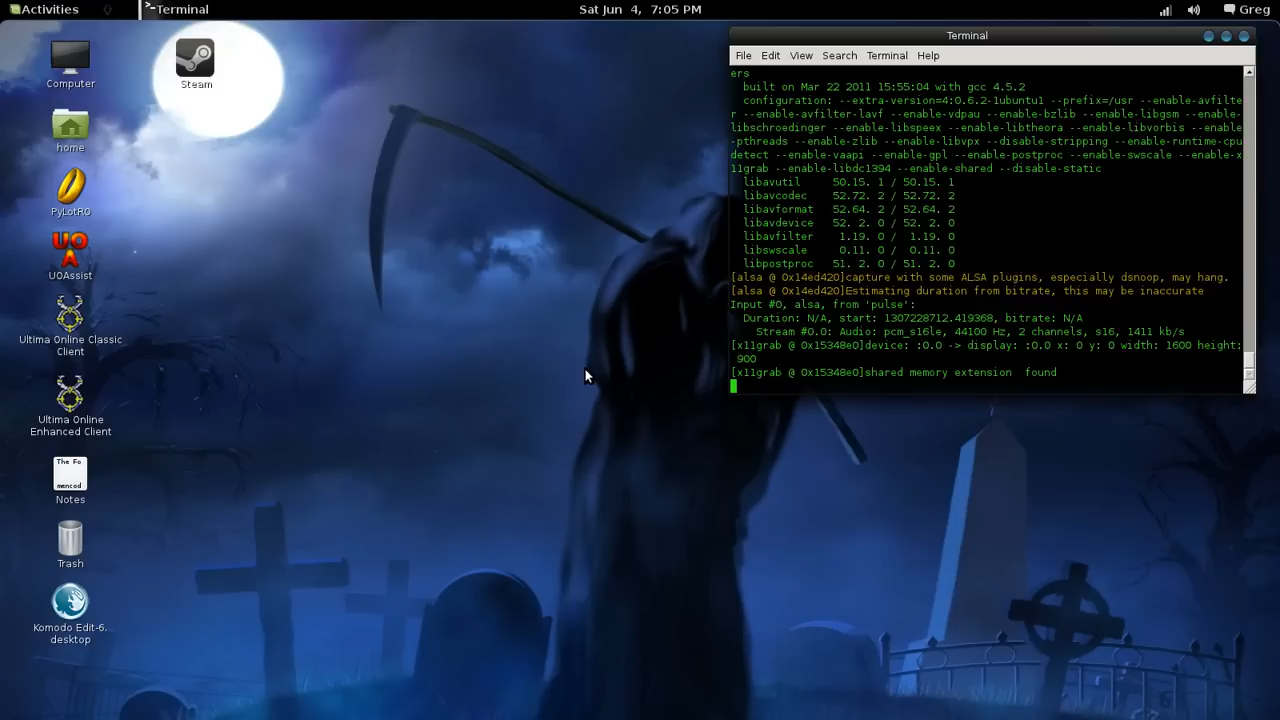 Activities
Terminal
Sat Jun 4, 7:05 PM
Greg
Computer
Steam
home
PyLotRO
UOA
UOAssist
Ultima Online Classic
Client
Ultima Online
Enhanced Client
The Fo
mencod
Notes
Trash
Komodo Edit-6.
desktop
Terminal
File Edit View Search Terminal Help
ers
built on Mar 22 2011 15:55:04 with gcc 4.5.2
configuration: --extra-version=4:0.6.2-1ubuntu1 --prefix=/usr --enable-avfilte
r --enable-avfilter-lavf --enable-vdpau --enable-bzlib --enable-libgsm --enable-
libschroedinger --enable-libspeex --enable-libtheora --enable-libvorbis --enable
-pthreads --enable-zlib --enable-libvpx --disable-stripping --enable-runtime-cpu
detect --enable-vaapi --enable-gpl --enable-postproc --enable-swscale --enable-x
11grab --enable-libdc1394 --enable-shared --disable-static
libavutil 50.15. 1 / 50.15. 1
libavcodec 52.72. 2 / 52.72. 2
libavformat 52.64. 2 / 52.64. 2
libavdevice 52. 2. 0 / 52. 2. 0
libavfilter 1.19. 0 / 1.19. 0
libswscale 0.11. 0 / 0.11. 0
libpostproc 51. 2. 0 / 51. 2. 0
[alsa @ 0x14ed420]capture with some ALSA plugins, especially dsnoop, may hang.
[alsa @ 0x14ed420]Estimating duration from bitrate, this may be inaccurate
Input #0, alsa, from 'pulse':
Duration: N/A, start: 1307228712.419368, bitrate: N/A
Stream #0.0: Audio: pcm_s16le, 44100 Hz, 2 channels, s16, 1411 kb/s
[x11grab @ 0x15348e0]device: :0.0 -> display: :0.0 x: 0 y: 0 width: 1600 height:
900
[x11grab @ 0x15348e0]shared memory extension found